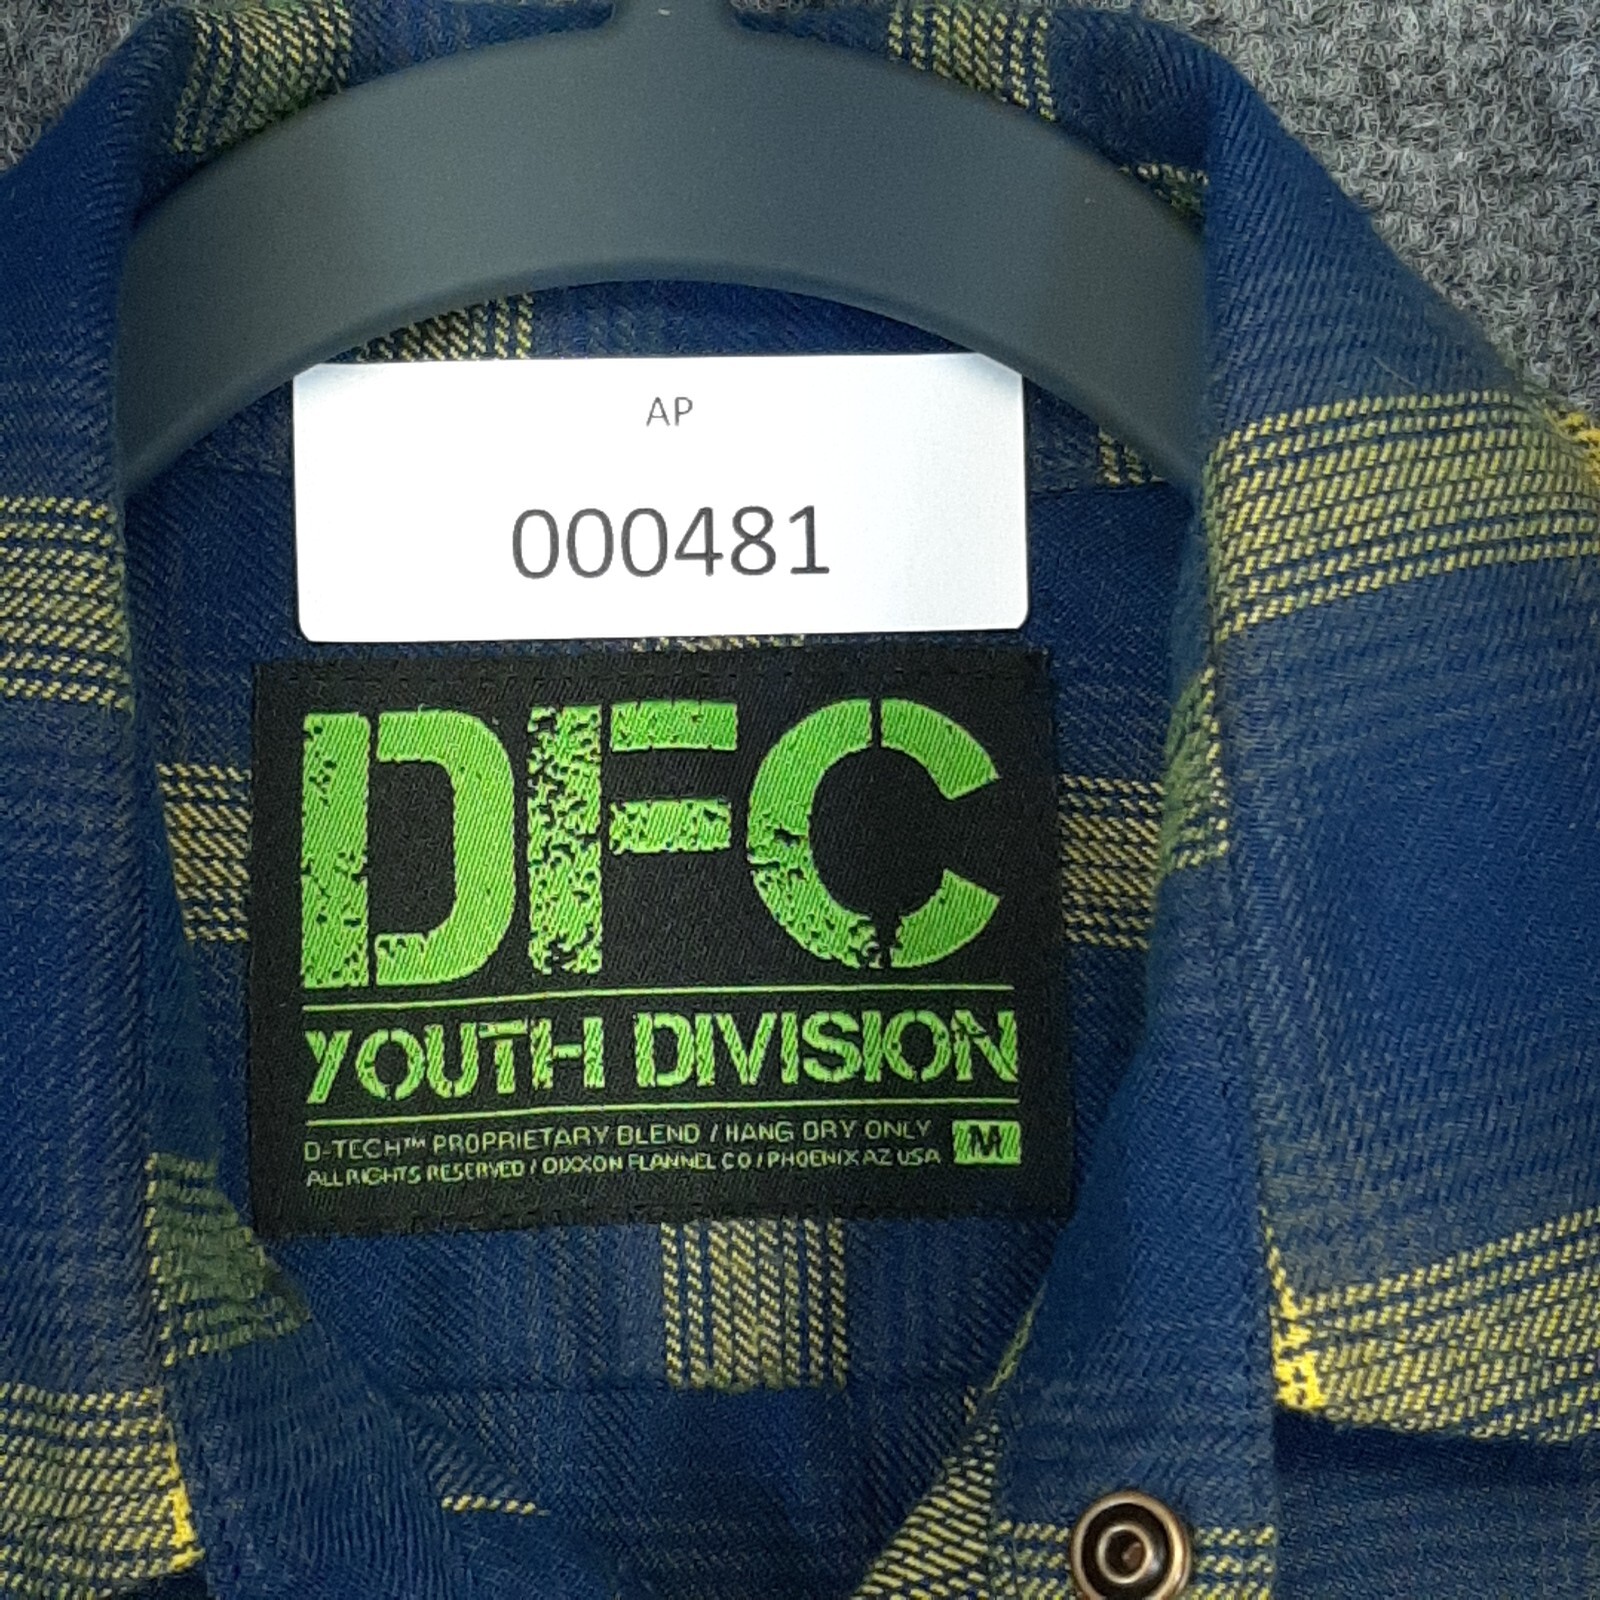 AP
000481
DFC
YOUTH DIVISION
D-TECH™ PROPRIETARY BLEND / HANG DRY ONLY
ALL RIGHTS RESERVED / DIXXON FLANNEL CO / PHOENIX AZ USA
M